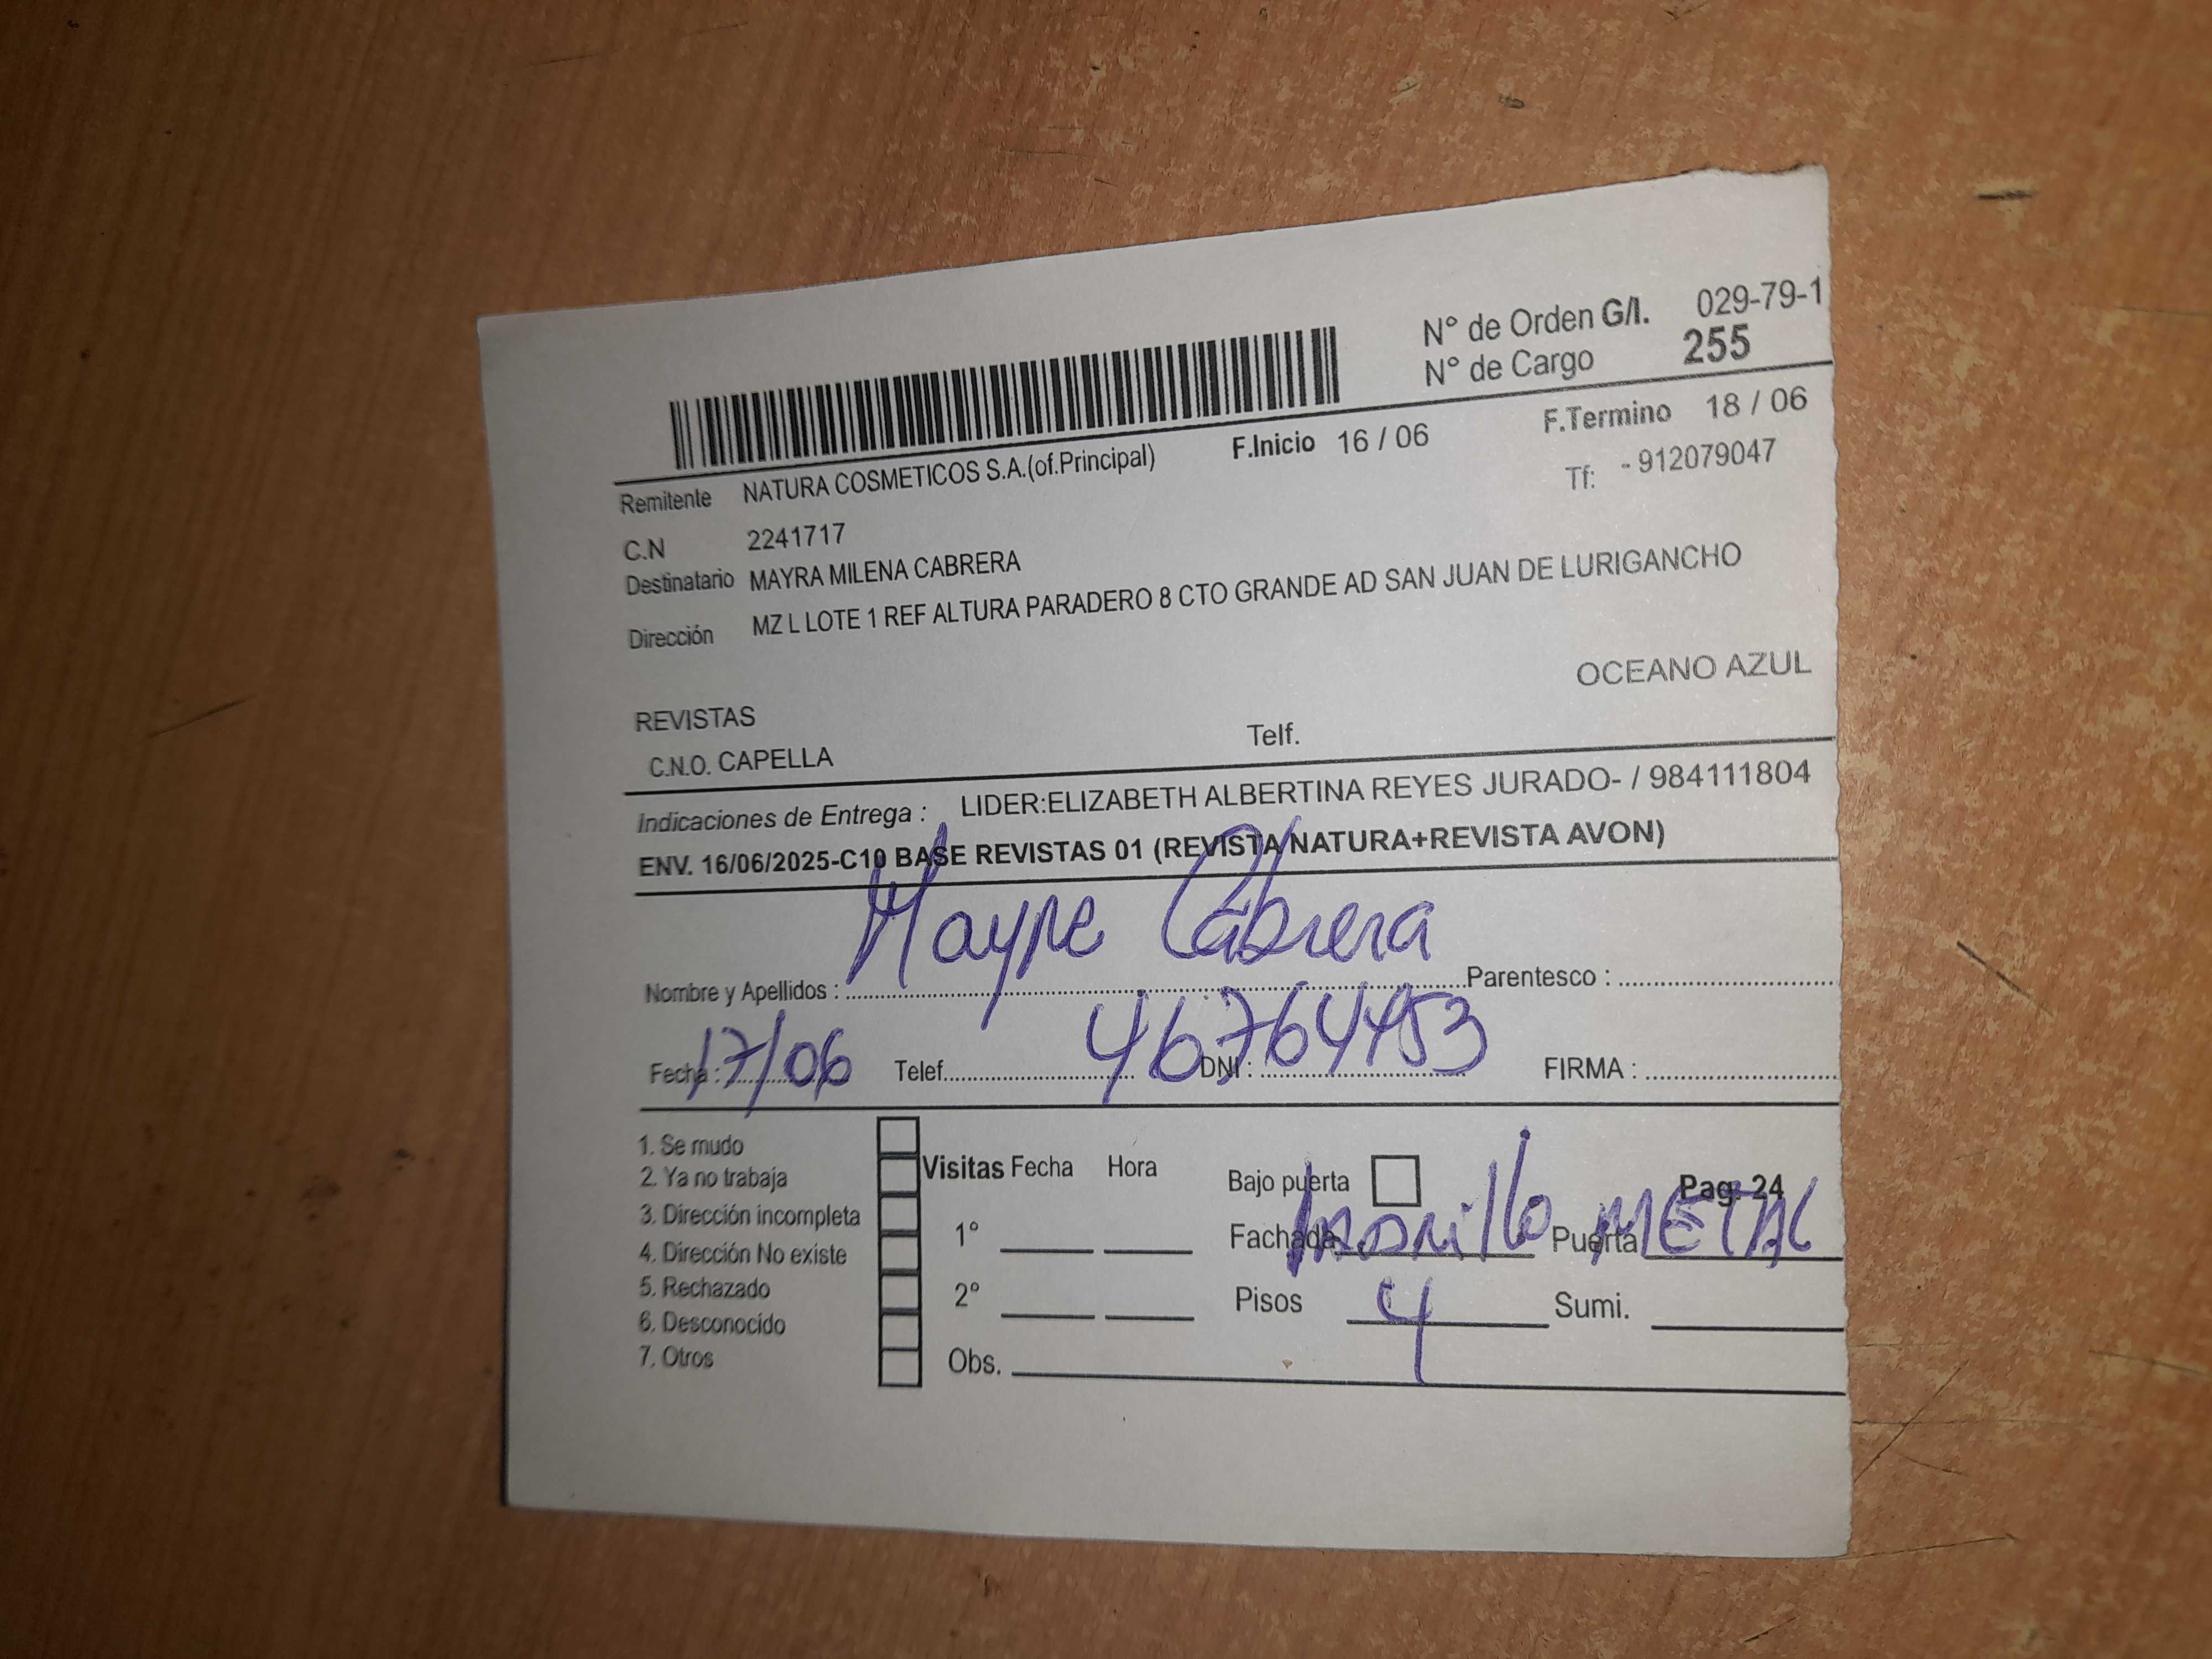 N° de Orden G/I. 029-79-1
N° de Cargo 255
F.Inicio 16 / 06 F.Termino 18 / 06
Remitente NATURA COSMETICOS S.A.(of.Principal) Tf: - 912079047
C.N 2241717
Destinatario MAYRA MILENA CABRERA
Dirección MZ L LOTE 1 REF ALTURA PARADERO 8 CTO GRANDE AD SAN JUAN DE LURIGANCHO
OCEANO AZUL
REVISTAS
C.N.O. CAPELLA Telf.
Indicaciones de Entrega : LIDER:ELIZABETH ALBERTINA REYES JURADO- / 984111804
ENV. 16/06/2025-C10 BASE REVISTAS 01 (REVISTA NATURA+REVISTA AVON)
Nombre y Apellidos : Cabrera Parentesco :
Fecha : 17/06 Telef. DNI : 46764453 FIRMA :
1. Se mudo
2. Ya no trabaja
3. Dirección incompleta
4. Dirección No existe
5. Rechazado
6. Desconocido
7. Otros
Visitas Fecha Hora
1°
2°
Obs.
Bajo puerta Pag. 24
Fachada Puerta METAL
Pisos 4 Sumi.